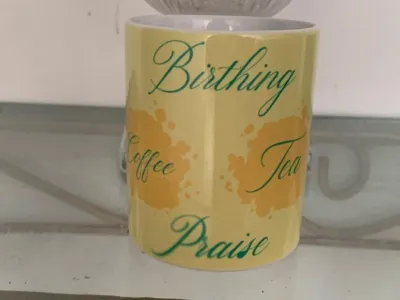 Birthing
Coffee Tea
Praise